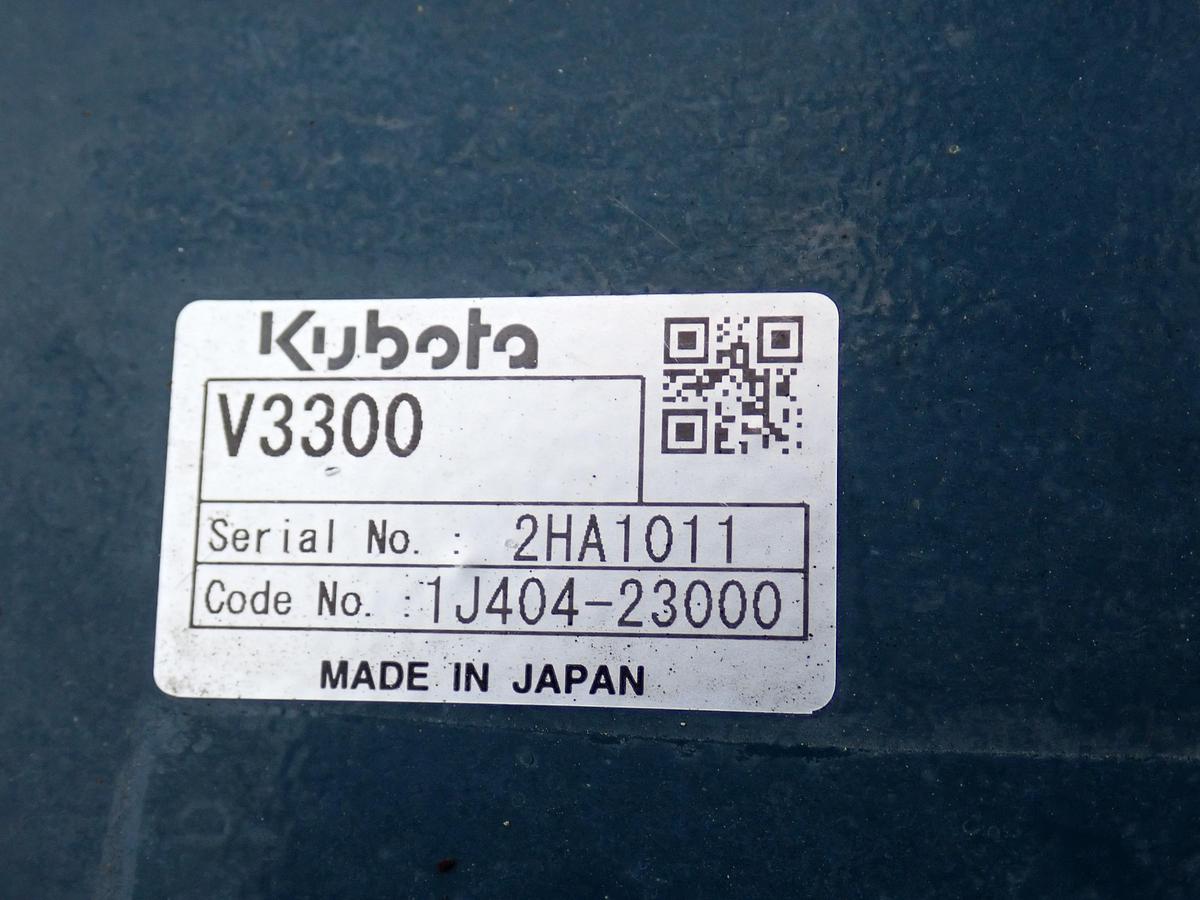 Kubota
V3300
Serial No. : 2HA1011
Code No. :1J404-23000
MADE IN JAPAN